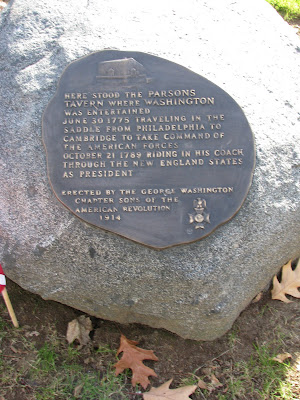 HERE STOOD THE PARSONS
TAVERN WHERE WASHINGTON
WAS ENTERTAINED
JUNE 30 1775 TRAVELING IN THE
SADDLE FROM PHILADELPHIA TO
CAMBRIDGE TO TAKE COMMAND OF
THE AMERICAN FORCES
OCTOBER 21 1789 RIDING IN HIS COACH
THROUGH THE NEW ENGLAND STATES
AS PRESIDENT
ERECTED BY THE GEORGE WASHINGTON
CHAPTER SONS OF THE
AMERICAN REVOLUTION
1914